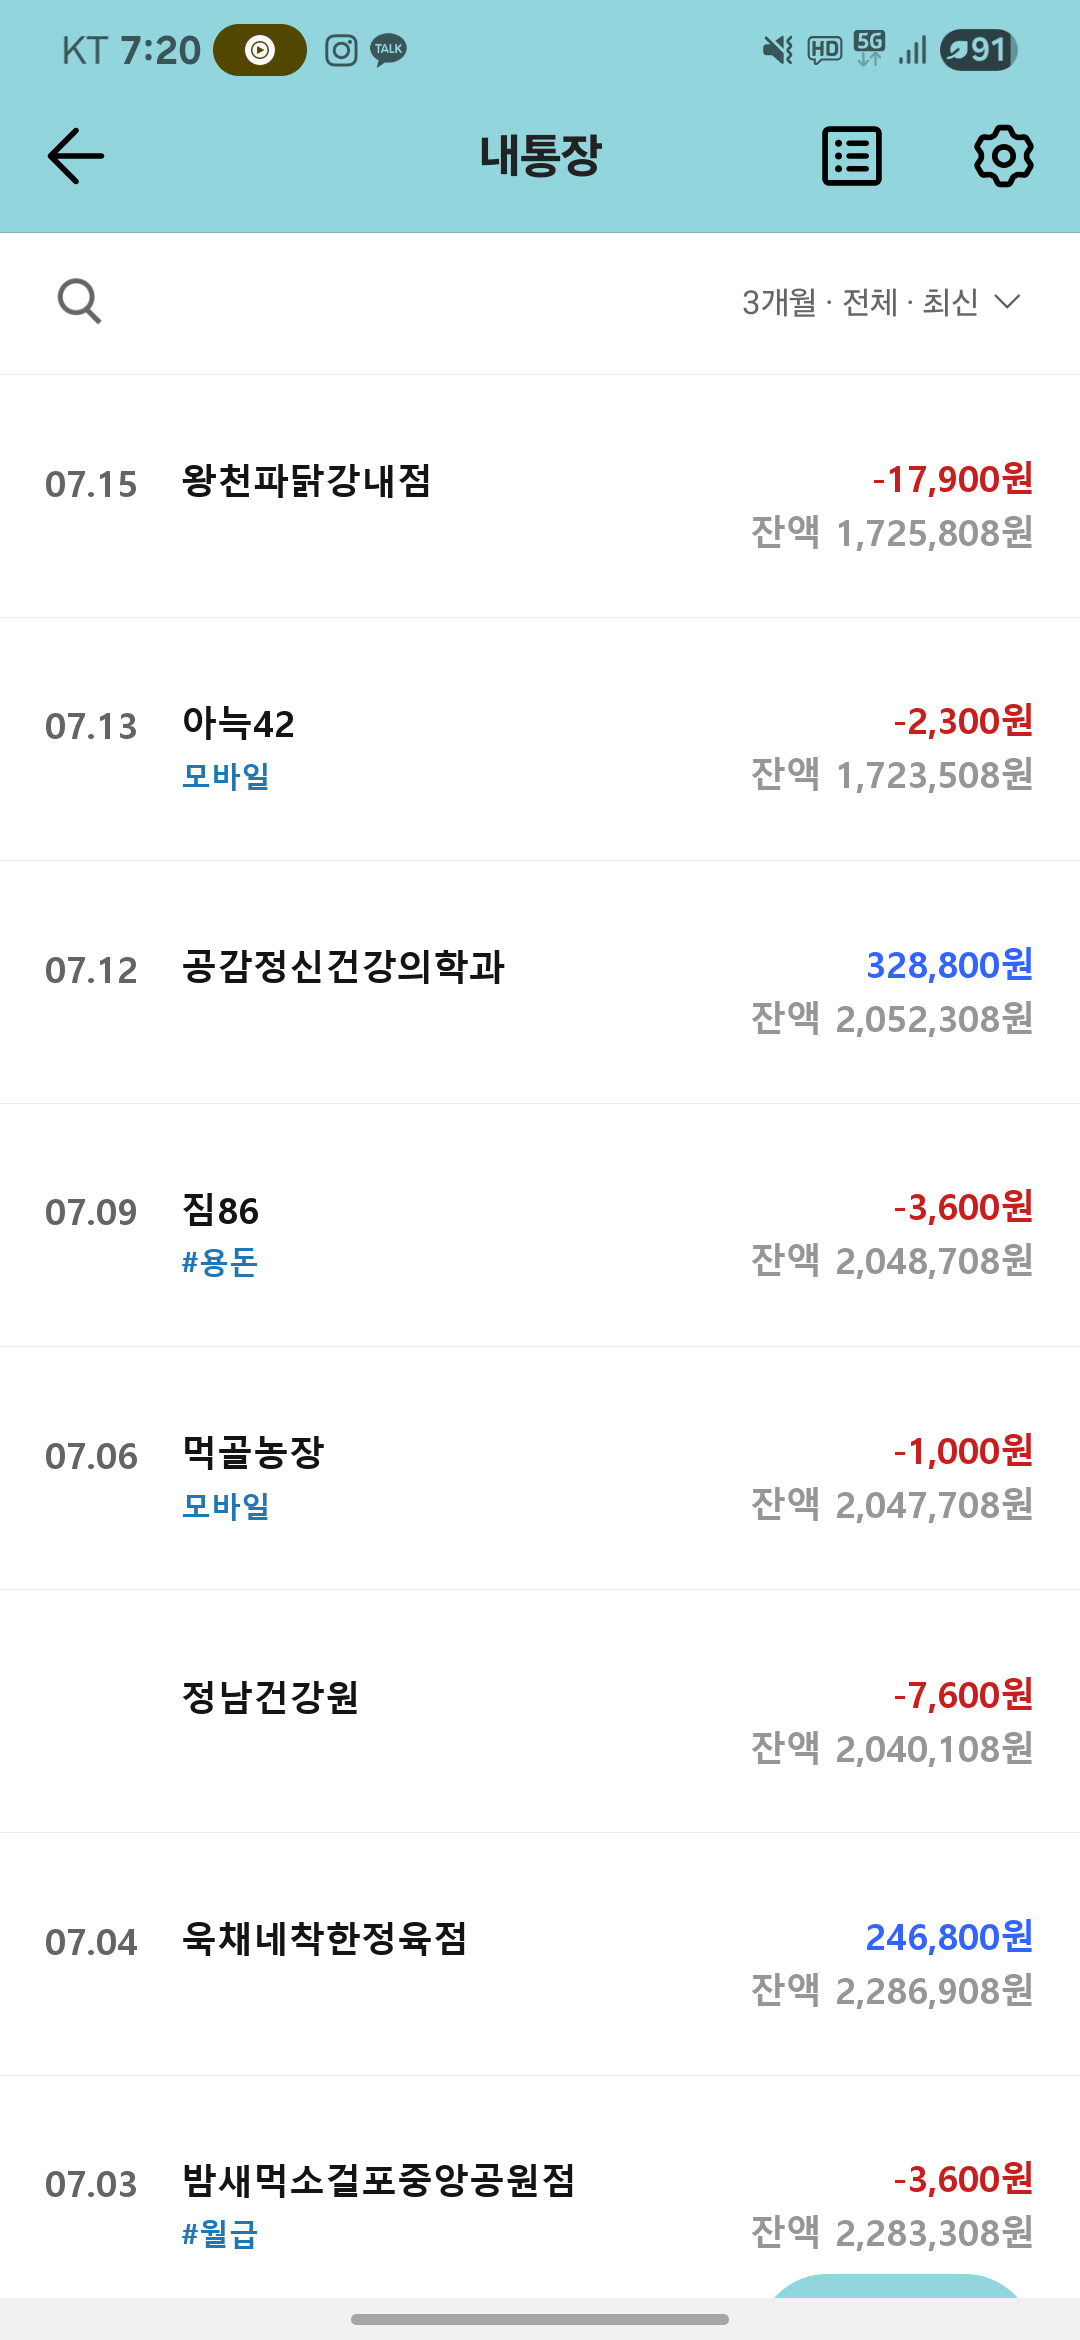 KT 7:20 TALK HD 5G 91
내통장
3개월 · 전체 · 최신
07.15 왕천파닭강내점 -17,900원
잔액 1,725,808원
07.13 아늑42 -2,300원
모바일 잔액 1,723,508원
07.12 공감정신건강의학과 328,800원
잔액 2,052,308원
07.09 짐86 -3,600원
#용돈 잔액 2,048,708원
07.06 먹골농장 -1,000원
모바일 잔액 2,047,708원
정남건강원 -7,600원
잔액 2,040,108원
07.04 욱채네착한정육점 246,800원
잔액 2,286,908원
07.03 밤새먹소걸포중앙공원점 -3,600원
#월급 잔액 2,283,308원